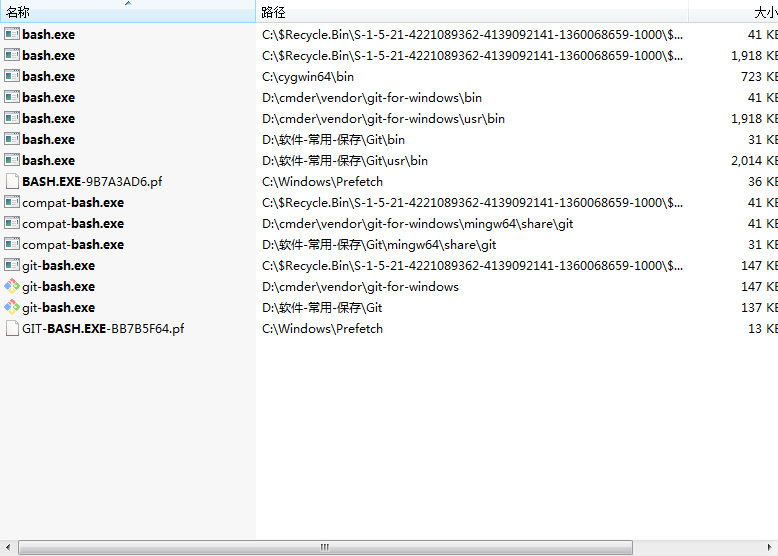 名称 路径 大小
bash.exe C:\$Recycle.Bin\S-1-5-21-4221089362-4139092141-1360068659-1000\$... 41 KB
bash.exe C:\$Recycle.Bin\S-1-5-21-4221089362-4139092141-1360068659-1000\$... 1,918 KB
bash.exe C:\cygwin64\bin 723 KB
bash.exe D:\cmder\vendor\git-for-windows\bin 41 KB
bash.exe D:\cmder\vendor\git-for-windows\usr\bin 1,918 KB
bash.exe D:\软件-常用-保存\Git\bin 31 KB
bash.exe D:\软件-常用-保存\Git\usr\bin 2,014 KB
BASH.EXE-9B7A3AD6.pf C:\Windows\Prefetch 36 KB
compat-bash.exe C:\$Recycle.Bin\S-1-5-21-4221089362-4139092141-1360068659-1000\$... 41 KB
compat-bash.exe D:\cmder\vendor\git-for-windows\mingw64\share\git 41 KB
compat-bash.exe D:\软件-常用-保存\Git\mingw64\share\git 31 KB
git-bash.exe C:\$Recycle.Bin\S-1-5-21-4221089362-4139092141-1360068659-1000\$... 147 KB
git-bash.exe D:\cmder\vendor\git-for-windows 147 KB
git-bash.exe D:\软件-常用-保存\Git 137 KB
GIT-BASH.EXE-BB7B5F64.pf C:\Windows\Prefetch 13 KB